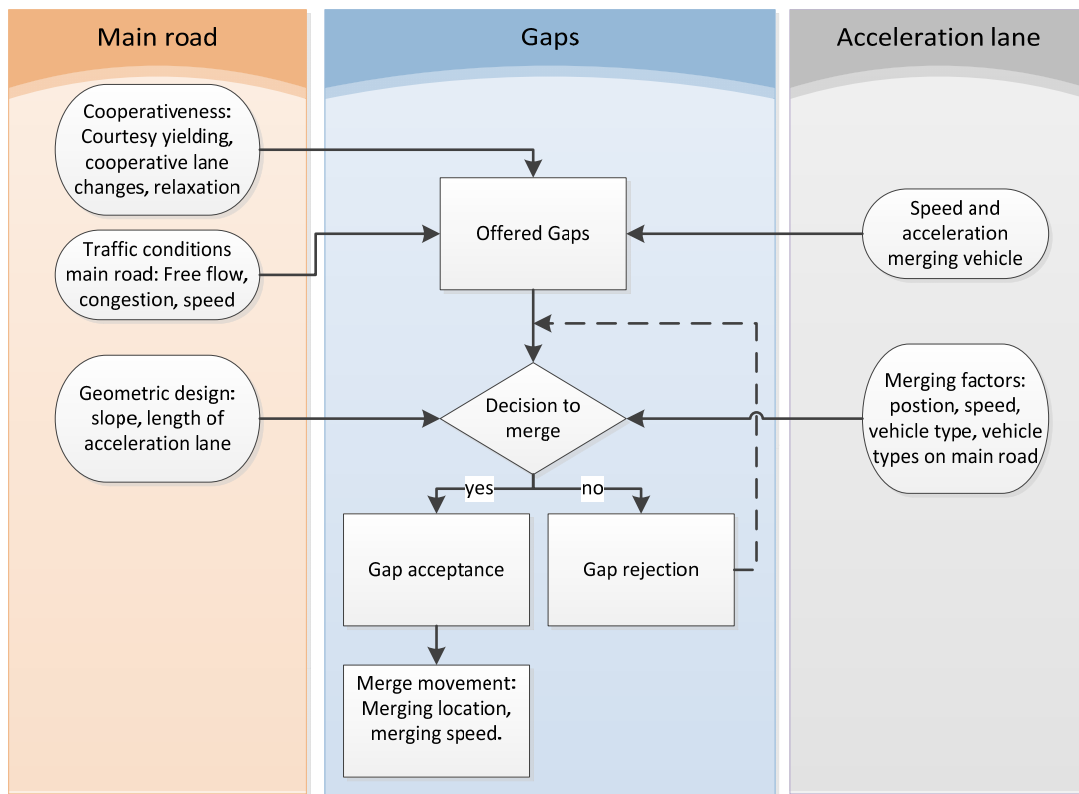 Main road
Gaps
Acceleration lane
Cooperativeness:
Courtesy yielding,
cooperative lane
changes, relaxation
Traffic conditions
main road: Free flow,
congestion, speed
Geometric design:
slope, length of
acceleration lane
Offered Gaps
Decision to
merge
yes
no
Gap acceptance
Gap rejection
Merge movement:
Merging location,
merging speed.
Speed and
acceleration
merging vehicle
Merging factors:
postion, speed,
vehicle type, vehicle
types on main road